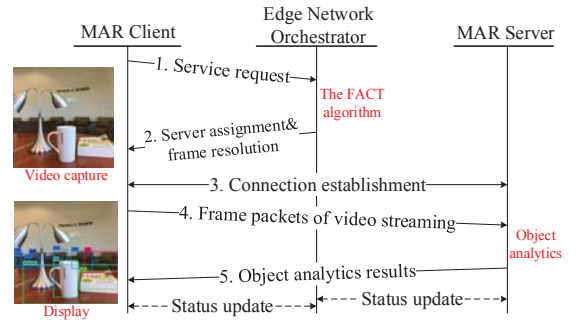 MAR Client
Edge Network
Orchestrator
MAR Server
1. Service request
The FACT
algorithm
2. Server assignment&
frame resolution
Video capture
3. Connection establishment
4. Frame packets of video streaming
Object
analytics
5. Object analytics results
Display
Status update
Status update